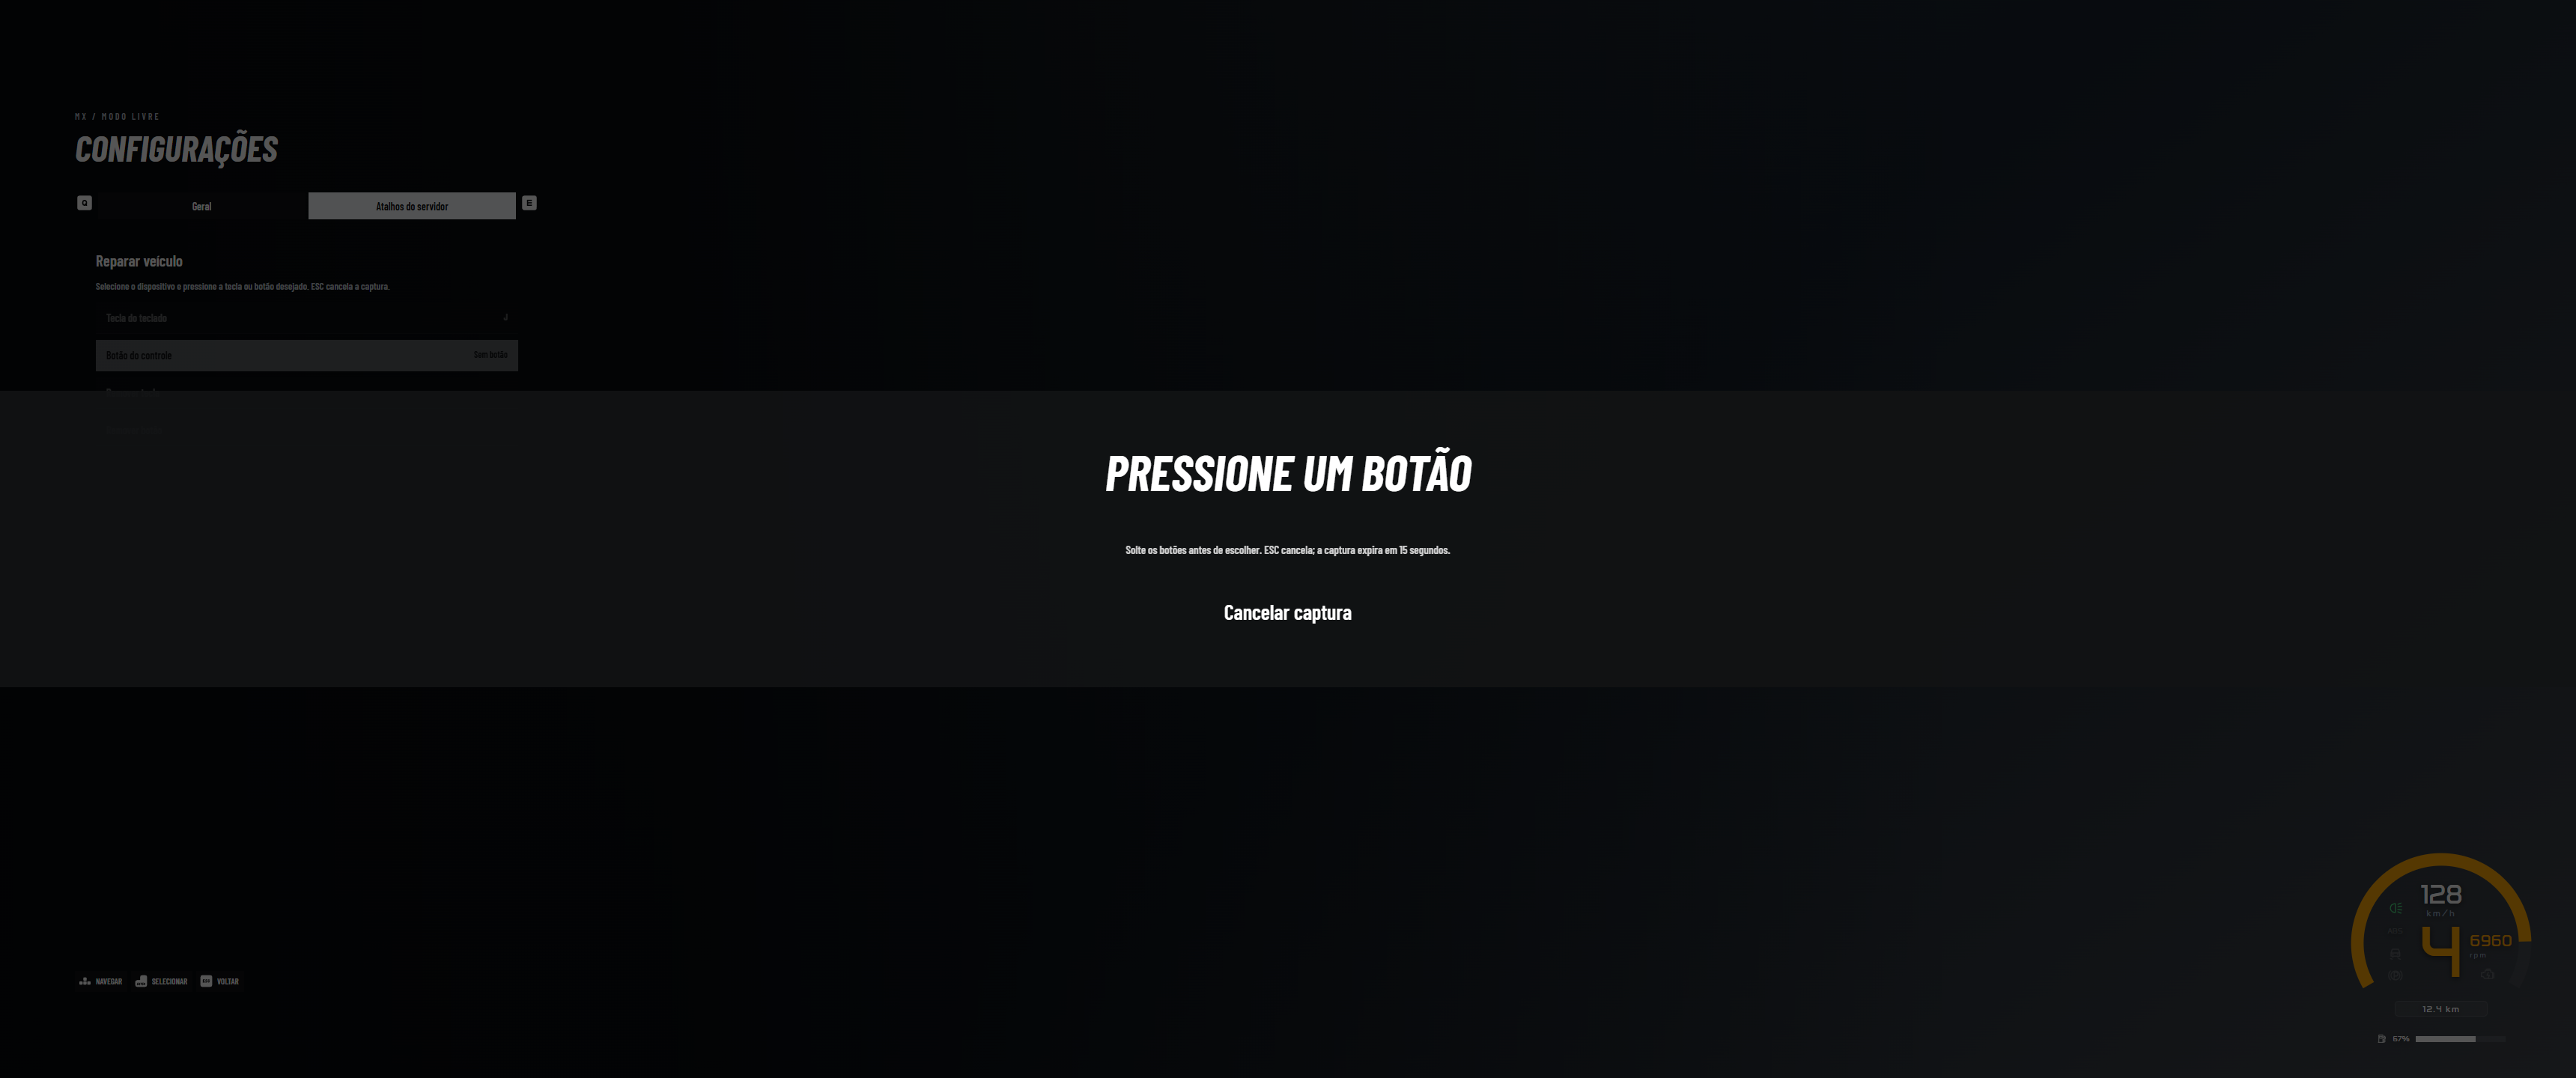 MX / MODO LIVRE
CONFIGURAÇÕES
Q
Geral
Atalhos do servidor
E
Reparar veículo
Selecione o dispositivo e pressione a tecla ou botão desejado. ESC cancela a captura.
Tecla do teclado
J
Botão do controle
Sem botão
PRESSIONE UM BOTÃO
Solte os botões antes de escolher. ESC cancela; a captura expira em 15 segundos.
Cancelar captura
128
km/h
4
6960
rpm
12.4 km
67%
NAVEGAR
SELECIONAR
VOLTAR